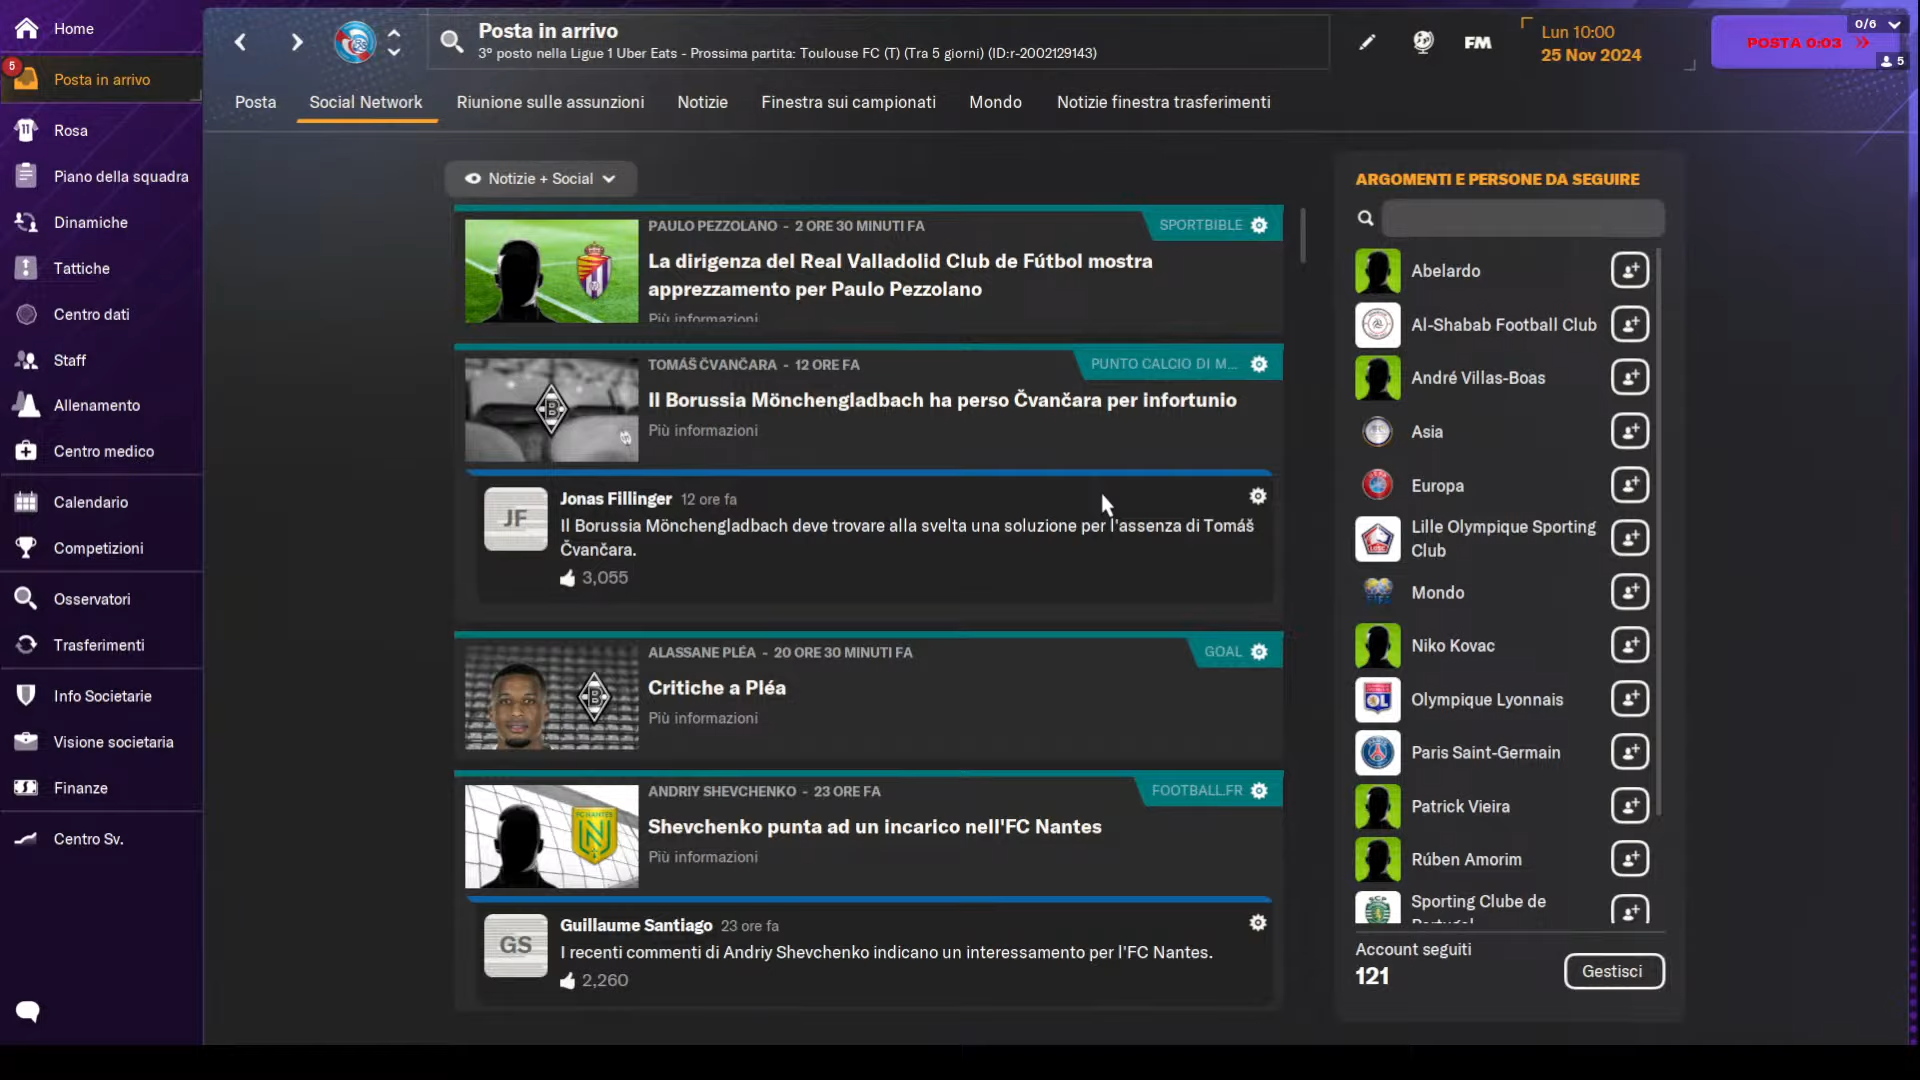 Home
5
Posta in arrivo
Rosa
Piano della squadra
Dinamiche
Tattiche
Centro dati
Staff
Allenamento
Centro medico
Calendario
Competizioni
Osservatori
Trasferimenti
Info Societarie
Visione societaria
Finanze
Centro Sv.
Posta in arrivo
3º posto nella Ligue 1 Uber Eats - Prossima partita: Toulouse FC (T) (Tra 5 giorni) (ID:r-2002129143)
FM
Lun 10:00
25 Nov 2024
POSTA 0:03
0/6
5
Posta
Social Network
Riunione sulle assunzioni
Notizie
Finestra sui campionati
Mondo
Notizie finestra trasferimenti
Notizie + Social
PAULO PEZZOLANO - 2 ORE 30 MINUTI FA
SPORTBIBLE
La dirigenza del Real Valladolid Club de Fútbol mostra
apprezzamento per Paulo Pezzolano
Più informazioni
TOMÁŠ ČVANČARA - 12 ORE FA
PUNTO CALCIO DI M...
Il Borussia Mönchengladbach ha perso Čvančara per infortunio
Più informazioni
JF
Jonas Fillinger 12 ore fa
Il Borussia Mönchengladbach deve trovare alla svelta una soluzione per l'assenza di Tomáš
Čvančara.
3,055
ALASSANE PLÉA - 20 ORE 30 MINUTI FA
GOAL
Critiche a Pléa
Più informazioni
ANDRIY SHEVCHENKO - 23 ORE FA
FOOTBALL.FR
Shevchenko punta ad un incarico nell'FC Nantes
Più informazioni
GS
Guillaume Santiago 23 ore fa
I recenti commenti di Andriy Shevchenko indicano un interessamento per l'FC Nantes.
2,260
ARGOMENTI E PERSONE DA SEGUIRE
Abelardo
Al-Shabab Football Club
André Villas-Boas
Asia
Europa
Lille Olympique Sporting
Club
Mondo
Niko Kovac
Olympique Lyonnais
Paris Saint-Germain
Patrick Vieira
Rúben Amorim
Sporting Clube de
Portugal
Account seguiti
121
Gestisci